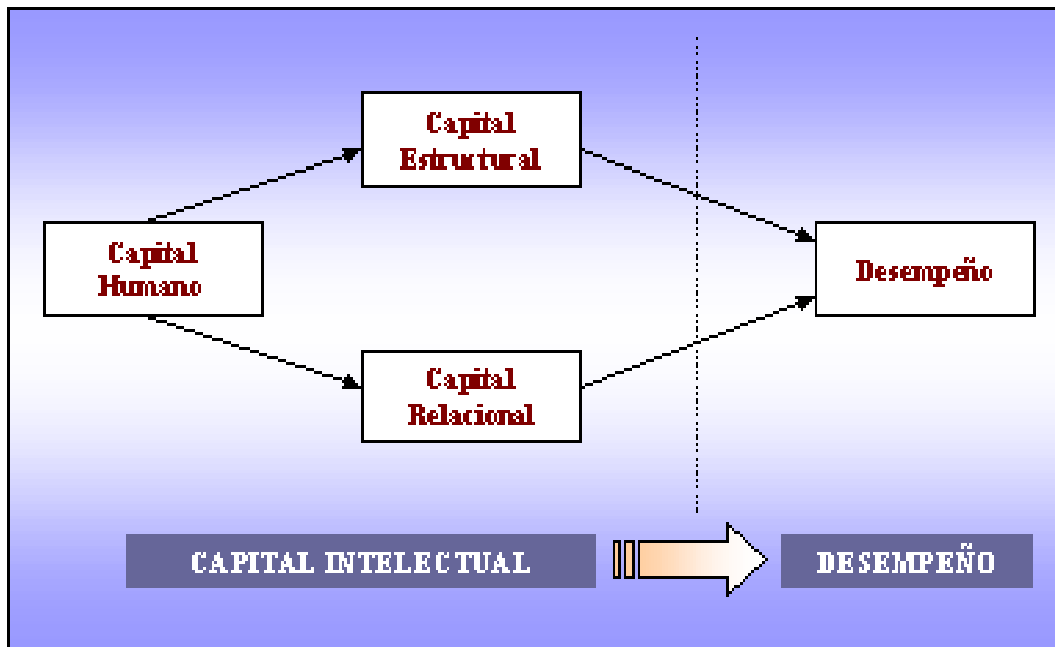 Capital
Estructural
Capital
Humano
Desempeño
Capital
Relacional
CAPITAL INTELECTUAL
DESEMPEÑO